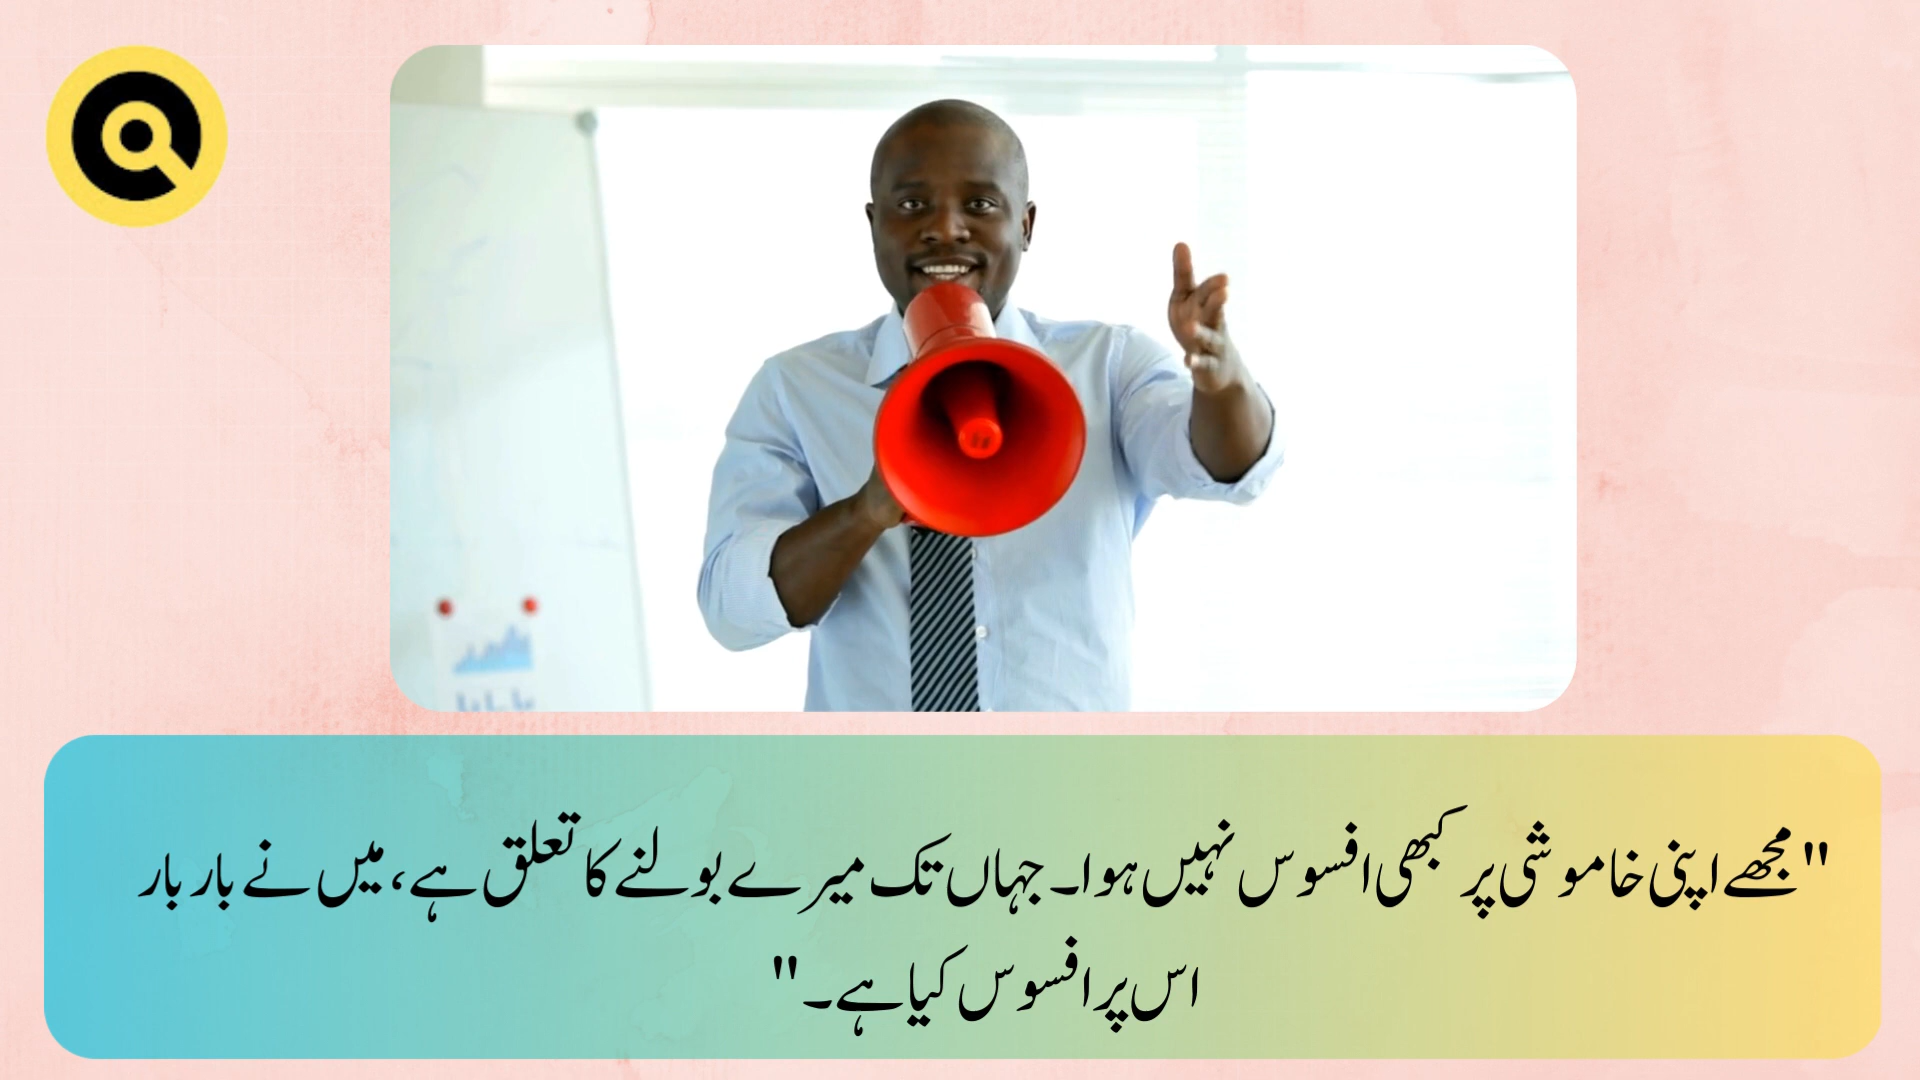 "مجھے اپنی خاموشی پر کبھی افسوس نہیں ہوا۔ جہاں تک میرے بولنے کا تعلق ہے، میں نے بار بار
اس پر افسوس کیا ہے۔"